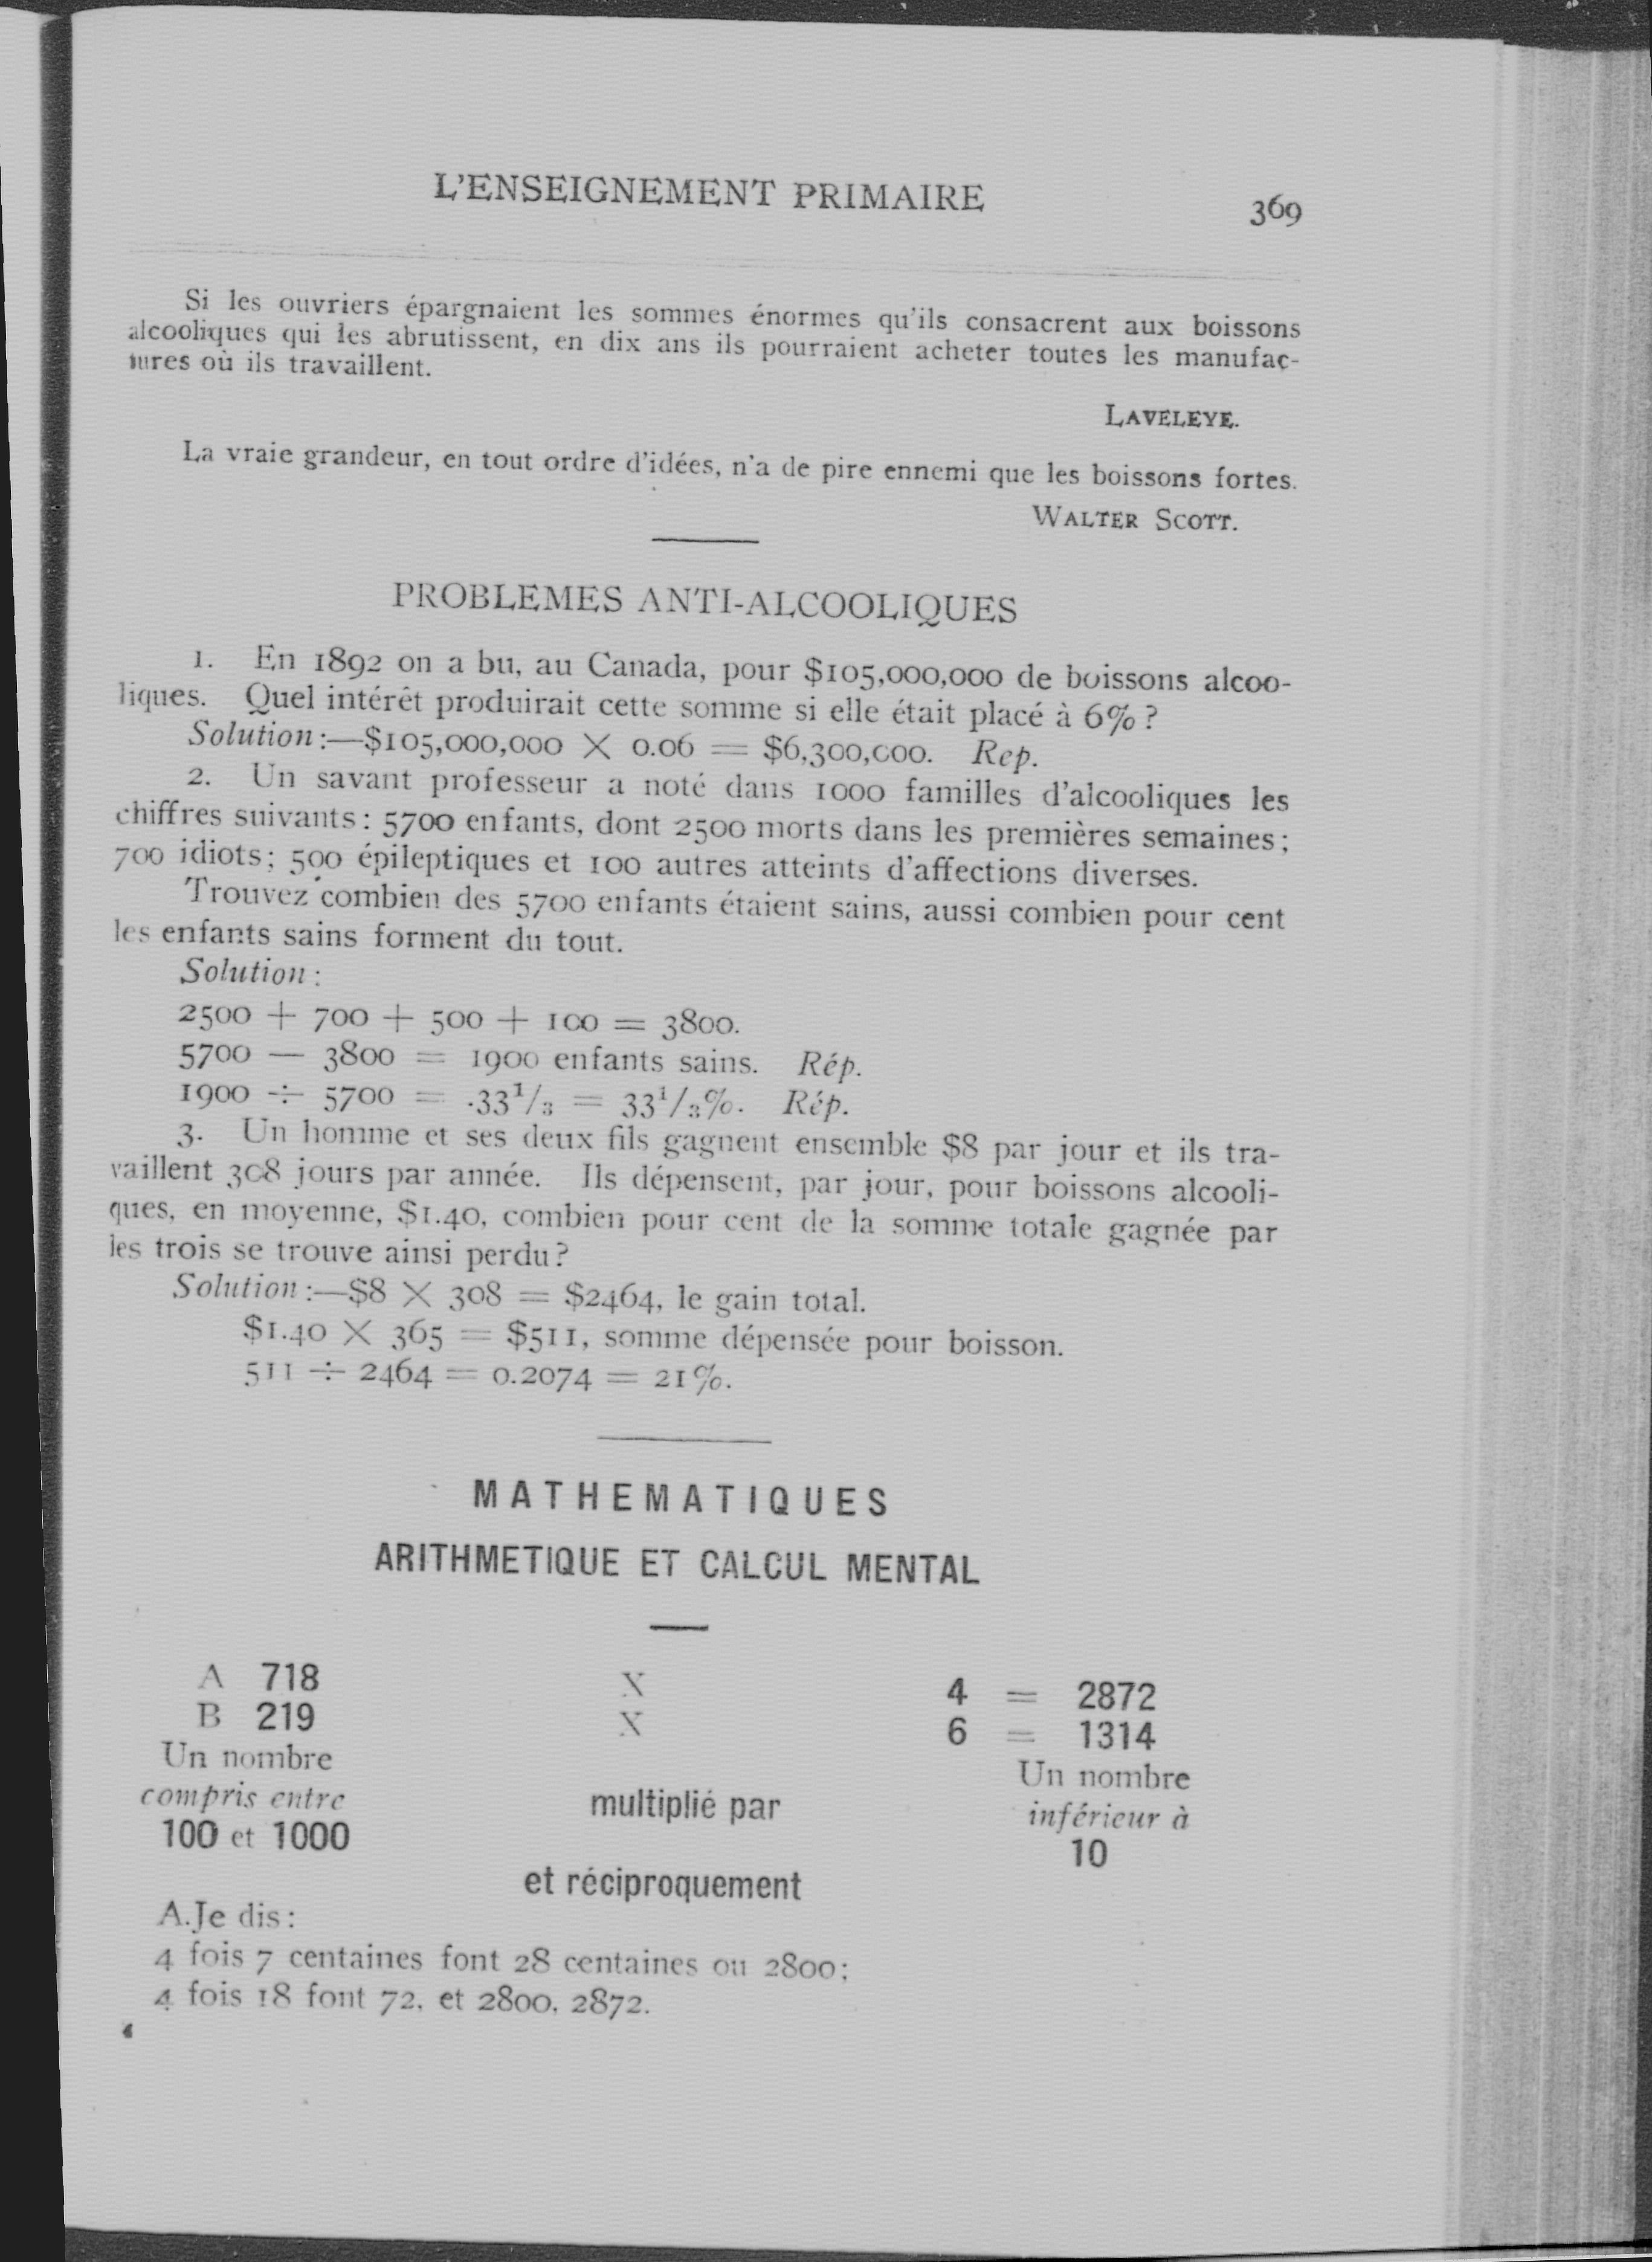 L'ENSEIGNEMENT PRIMAIRE 369
Si les ouvriers épargnaient les sommes énormes qu'ils consacrent aux boissons
alcooliques qui les abrutissent, en dix ans ils pourraient acheter toutes les manufac-
tures où ils travaillent.
LAVELEYE.
La vraie grandeur, en tout ordre d'idées, n'a de pire ennemi que les boissons fortes.
WALTER SCOTT.
PROBLEMES ANTI-ALCOOLIQUES
1. En 1892 on a bu, au Canada, pour $105,000,000 de boissons alcoo-
liques. Quel intérêt produirait cette somme si elle était placé à 6% ?
Solution :—$105,000,000 X 0.06 = $6,300,000. Rep.
2. Un savant professeur a noté dans 1000 familles d'alcooliques les
chiffres suivants : 5700 enfants, dont 2500 morts dans les premières semaines ;
700 idiots ; 500 épileptiques et 100 autres atteints d'affections diverses.
Trouvez combien des 5700 enfants étaient sains, aussi combien pour cent
les enfants sains forment du tout.
Solution :
2500 + 700 + 500 + 100 = 3800.
5700 — 3800 = 1900 enfants sains. Rép.
1900 ÷ 5700 = .33 1/3 = 33 1/3%. Rép.
3. Un homme et ses deux fils gagnent ensemble $8 par jour et ils tra-
vaillent 308 jours par année. Ils dépensent, par jour, pour boissons alcooli-
ques, en moyenne, $1.40, combien pour cent de la somme totale gagnée par
les trois se trouve ainsi perdu ?
Solution :—$8 X 308 = $2464, le gain total.
$1.40 X 365 = $511, somme dépensée pour boisson.
511 ÷ 2464 = 0.2074 = 21%.
MATHEMATIQUES
ARITHMETIQUE ET CALCUL MENTAL
A 718 X 4 = 2872
B 219 X 6 = 1314
Un nombre Un nombre
compris entre multiplié par inférieur à
100 et 1000 10
et réciproquement
A.Je dis :
4 fois 7 centaines font 28 centaines ou 2800 ;
4 fois 18 font 72, et 2800, 2872.